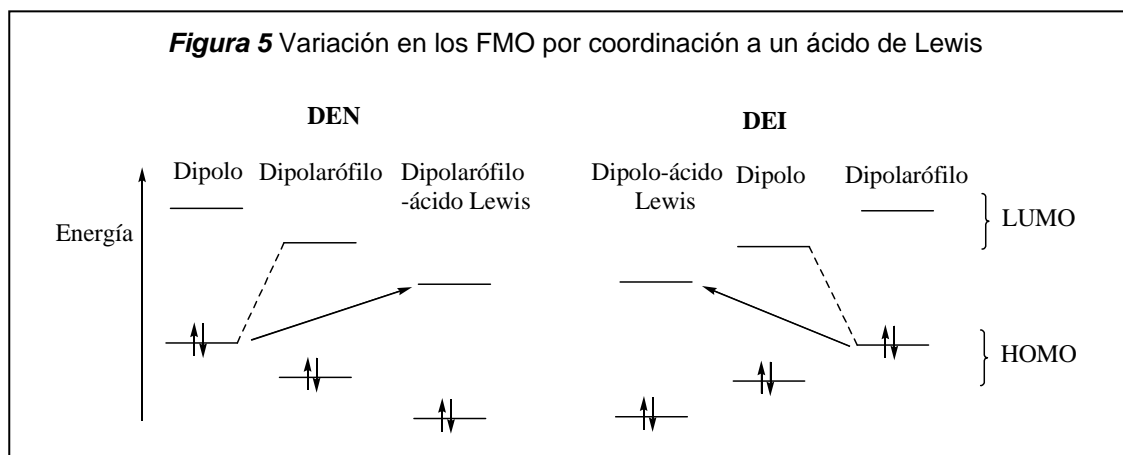 Figura 5 Variación en los FMO por coordinación a un ácido de Lewis
DEN
DEI
Dipolo
Dipolarófilo
Dipolarófilo
-ácido Lewis
Dipolo-ácido
Lewis
Dipolo
Dipolarófilo
LUMO
Energía
HOMO